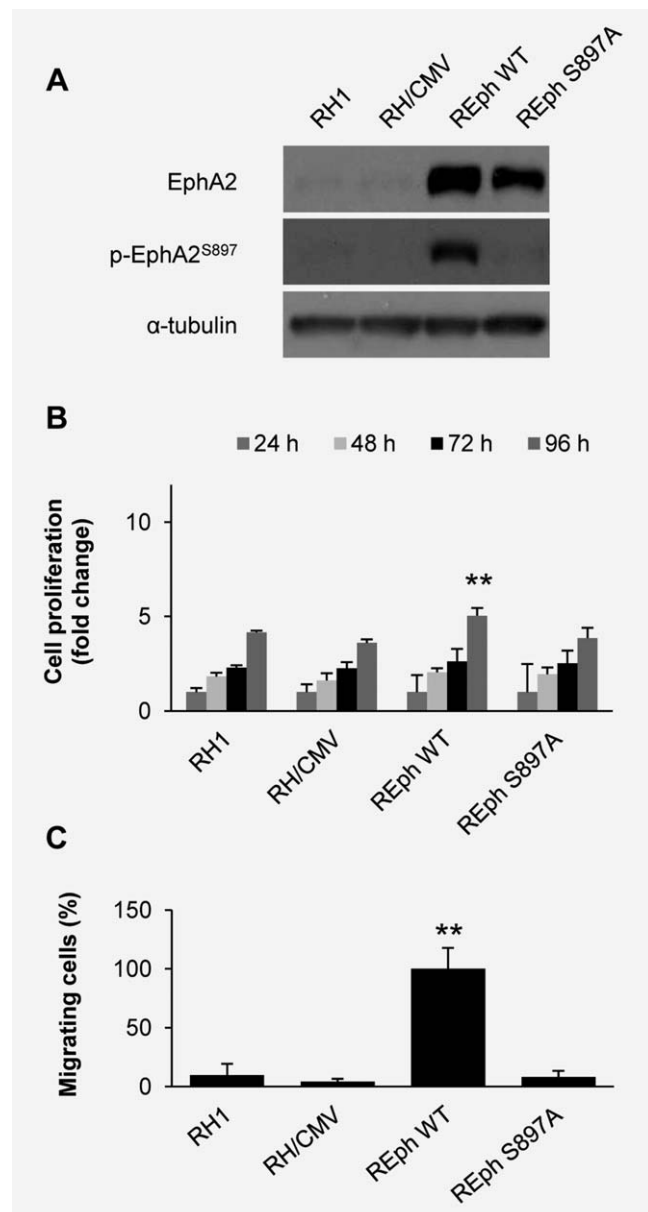 A
RH1 RH/CMV REph WT REph S897A
EphA2
p-EphA2^S897
α-tubulin
B
24 h 48 h 72 h 96 h
Cell proliferation
(fold change)
10
5
0
**
RH1 RH/CMV REph WT REph S897A
C
Migrating cells (%)
150
100
50
0
**
RH1 RH/CMV REph WT REph S897A